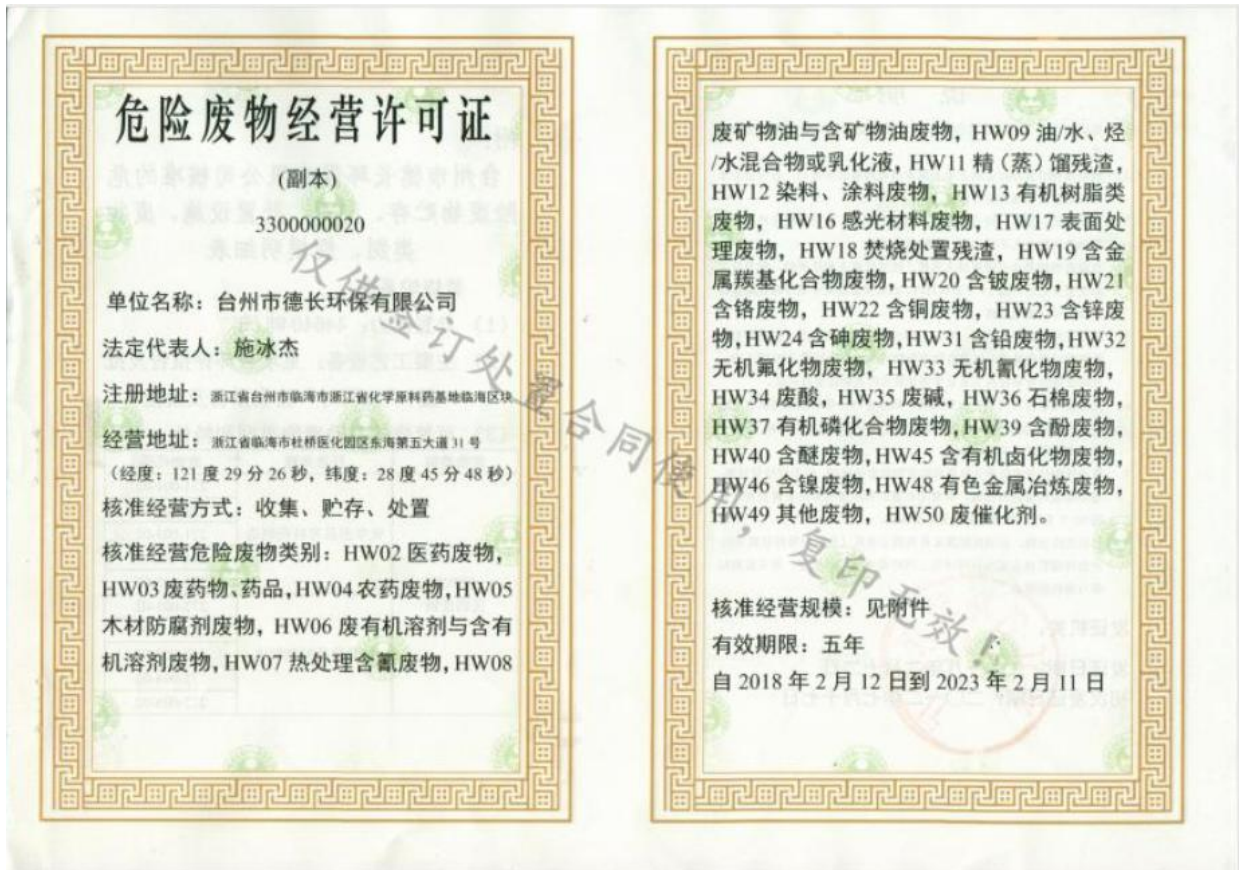 危险废物经营许可证
(副本)
3300000020
单位名称：台州市德长环保有限公司
法定代表人：施冰杰
注册地址：浙江省台州市临海市浙江省化学原料药基地临海区块
经营地址：浙江省临海市杜桥医化园区东海第五大道31号
（经度：121度29分26秒，纬度：28度45分48秒）
核准经营方式：收集、贮存、处置
核准经营危险废物类别：HW02医药废物，
HW03废药物、药品，HW04农药废物，HW05
木材防腐剂废物，HW06废有机溶剂与含有
机溶剂废物，HW07热处理含氰废物，HW08
废矿物油与含矿物油废物，HW09油/水、烃
/水混合物或乳化液，HW11精（蒸）馏残渣，
HW12染料、涂料废物，HW13有机树脂类
废物，HW16感光材料废物，HW17表面处
理废物，HW18焚烧处置残渣，HW19含金
属羰基化合物废物，HW20含铍废物，HW21
含铬废物，HW22含铜废物，HW23含锌废
物，HW24含砷废物，HW31含铅废物，HW32
无机氟化物废物，HW33无机氰化物废物，
HW34废酸，HW35废碱，HW36石棉废物，
HW37有机磷化合物废物，HW39含酚废物，
HW40含醚废物，HW45含有机卤化物废物，
HW46含镍废物，HW48有色金属冶炼废物，
HW49其他废物，HW50废催化剂。
核准经营规模：见附件
有效期限：五年
自2018年2月12日到2023年2月11日
仅供签订处置合同使用，复印无效！